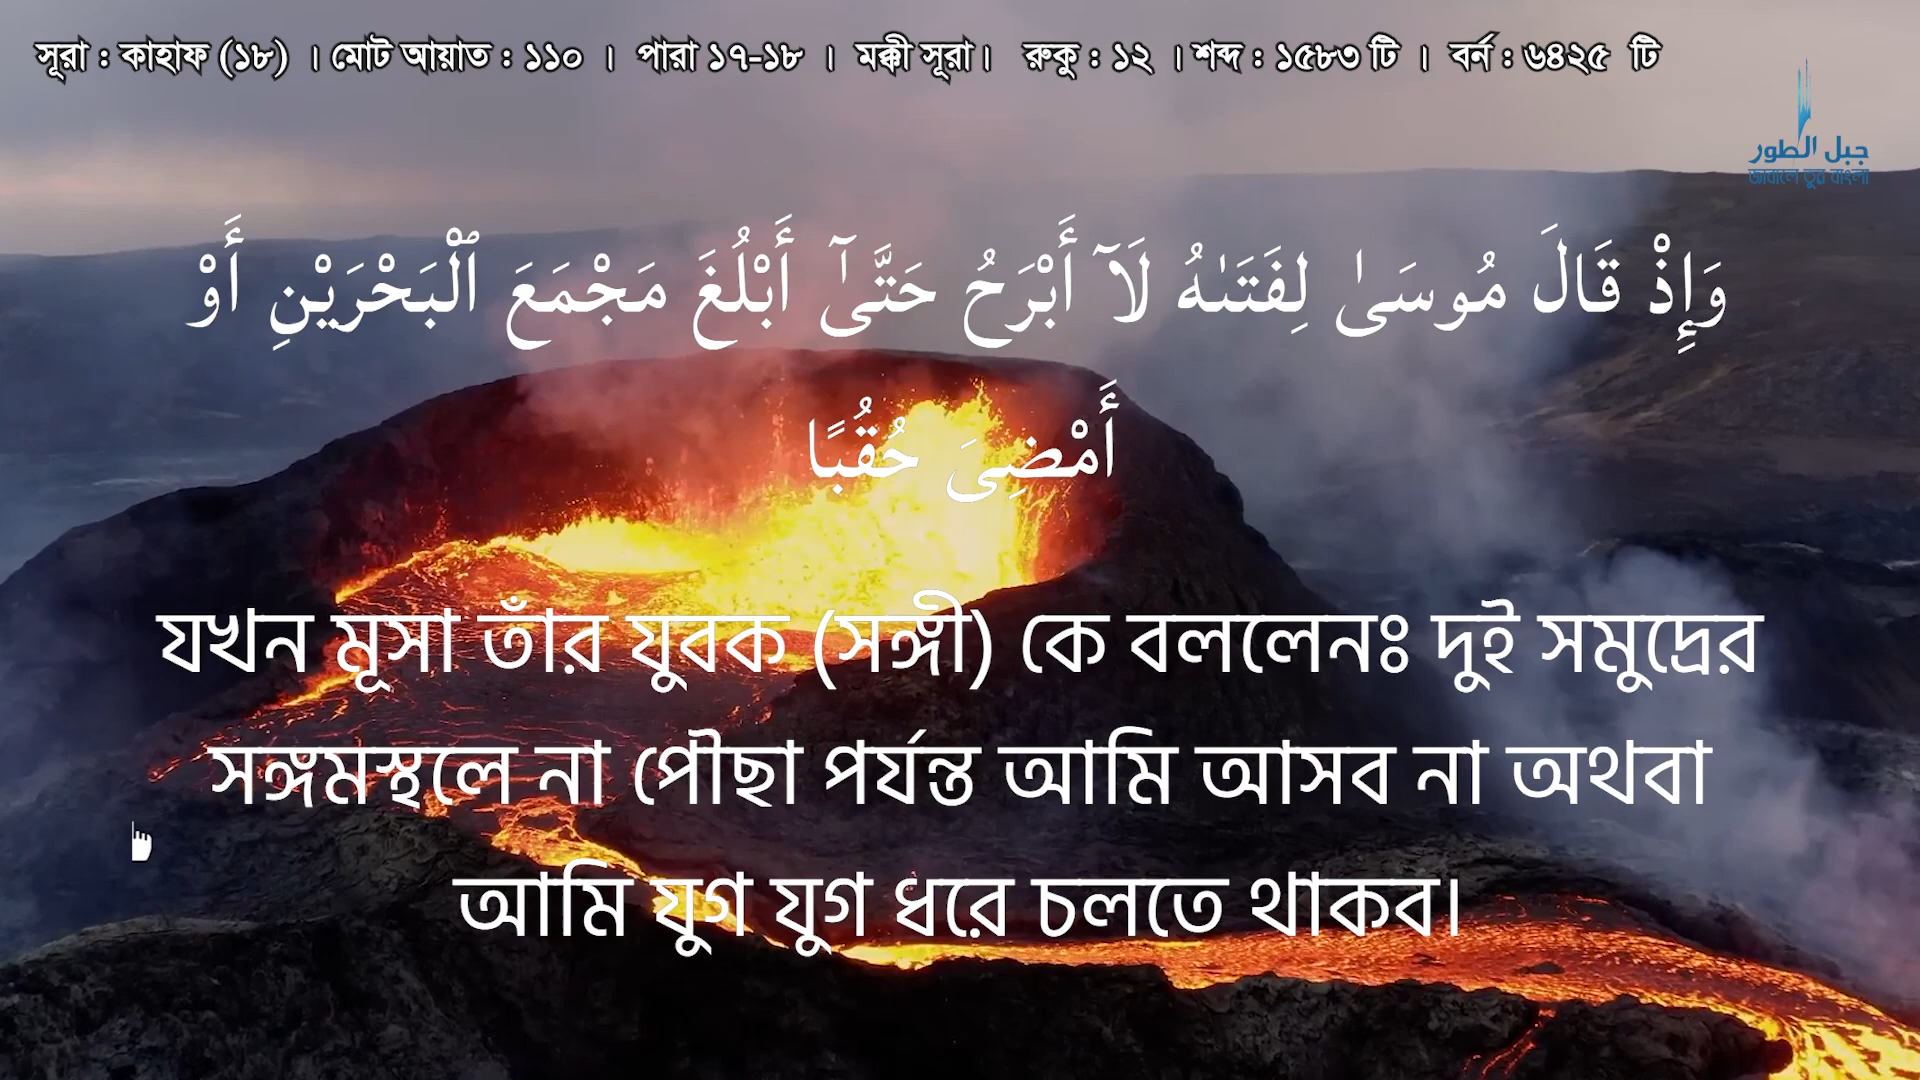 সূরা : কাহাফ (১৮) । মোট আয়াত : ১১০ । পারা ১৭-১৮ । মক্কী সূরা। রুকু : ১২ । শব্দ : ১৫৮৩ টি । বর্ন : ৬৪২৫ টি
جبل الطور
জাবালে তুর বাংলা
وَإِذْ قَالَ مُوسَىٰ لِفَتَىٰهُ لَآ أَبْرَحُ حَتَّىٰٓ أَبْلُغَ مَجْمَعَ ٱلْبَحْرَيْنِ أَوْ
أَمْضِىَ حُقُبًا
যখন মূসা তাঁর যুবক (সঙ্গী) কে বললেনঃ দুই সমুদ্রের
সঙ্গমস্থলে না পৌছা পর্যন্ত আমি আসব না অথবা
আমি যুগ যুগ ধরে চলতে থাকব।